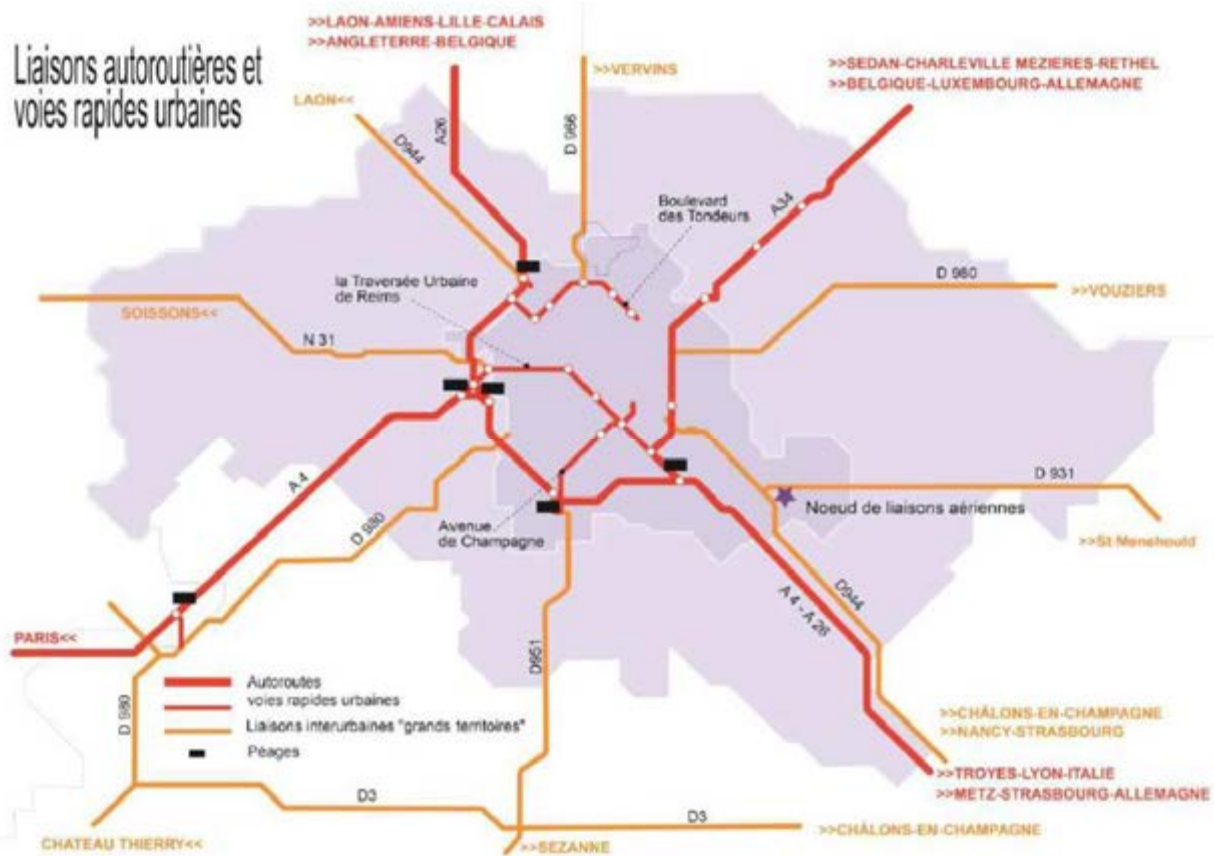 Liaisons autoroutières et
voies rapides urbaines
>>LAON-AMIENS-LILLE-CALAIS
>>ANGLETERRE-BELGIQUE
>>VERVINS
>>SEDAN-CHARLEVILLE MEZIERES-RETHEL
>>BELGIQUE-LUXEMBOURG-ALLEMAGNE
LAON<<
D944
A26
D 966
Boulevard
des Tondeurs
A34
la Traversée Urbaine
de Reims
D 980
>>VOUZIERS
SOISSONS<<
N 31
A 4
D 980
Avenue
de Champagne
D 931
Noeud de liaisons aériennes
>>St Menehould
D944
A 4 - A 26
PARIS<<
D951
D 980
Autoroutes
voies rapides urbaines
Liaisons interurbaines "grands territoires"
Péages
>>CHÂLONS-EN-CHAMPAGNE
>>NANCY-STRASBOURG
>>TROYES-LYON-ITALIE
>>METZ-STRASBOURG-ALLEMAGNE
D3
D3
CHATEAU THIERRY<<
>>SEZANNE
>>CHÂLONS-EN-CHAMPAGNE